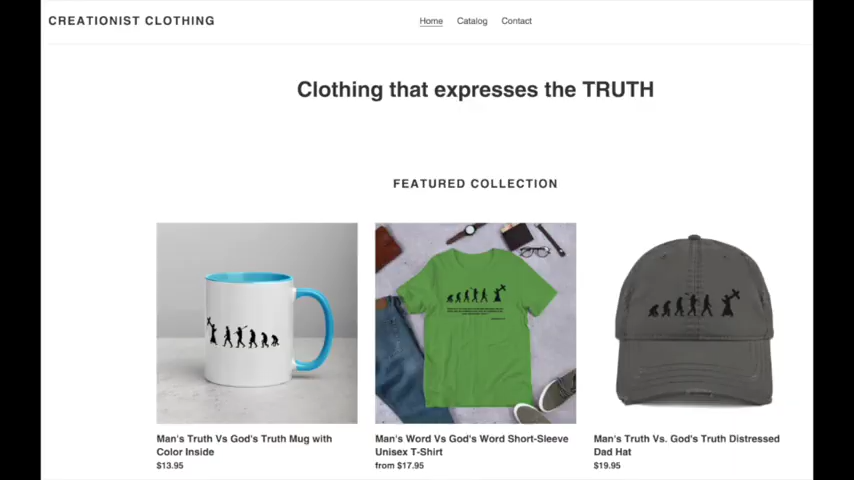 CREATIONIST CLOTHING
Home Catalog Contact
Clothing that expresses the TRUTH
FEATURED COLLECTION
Man's Truth Vs God's Truth Mug with
Color Inside
$13.95
Man's Word Vs God's Word Short-Sleeve
Unisex T-Shirt
from $17.95
Man's Truth Vs. God's Truth Distressed
Dad Hat
$19.95